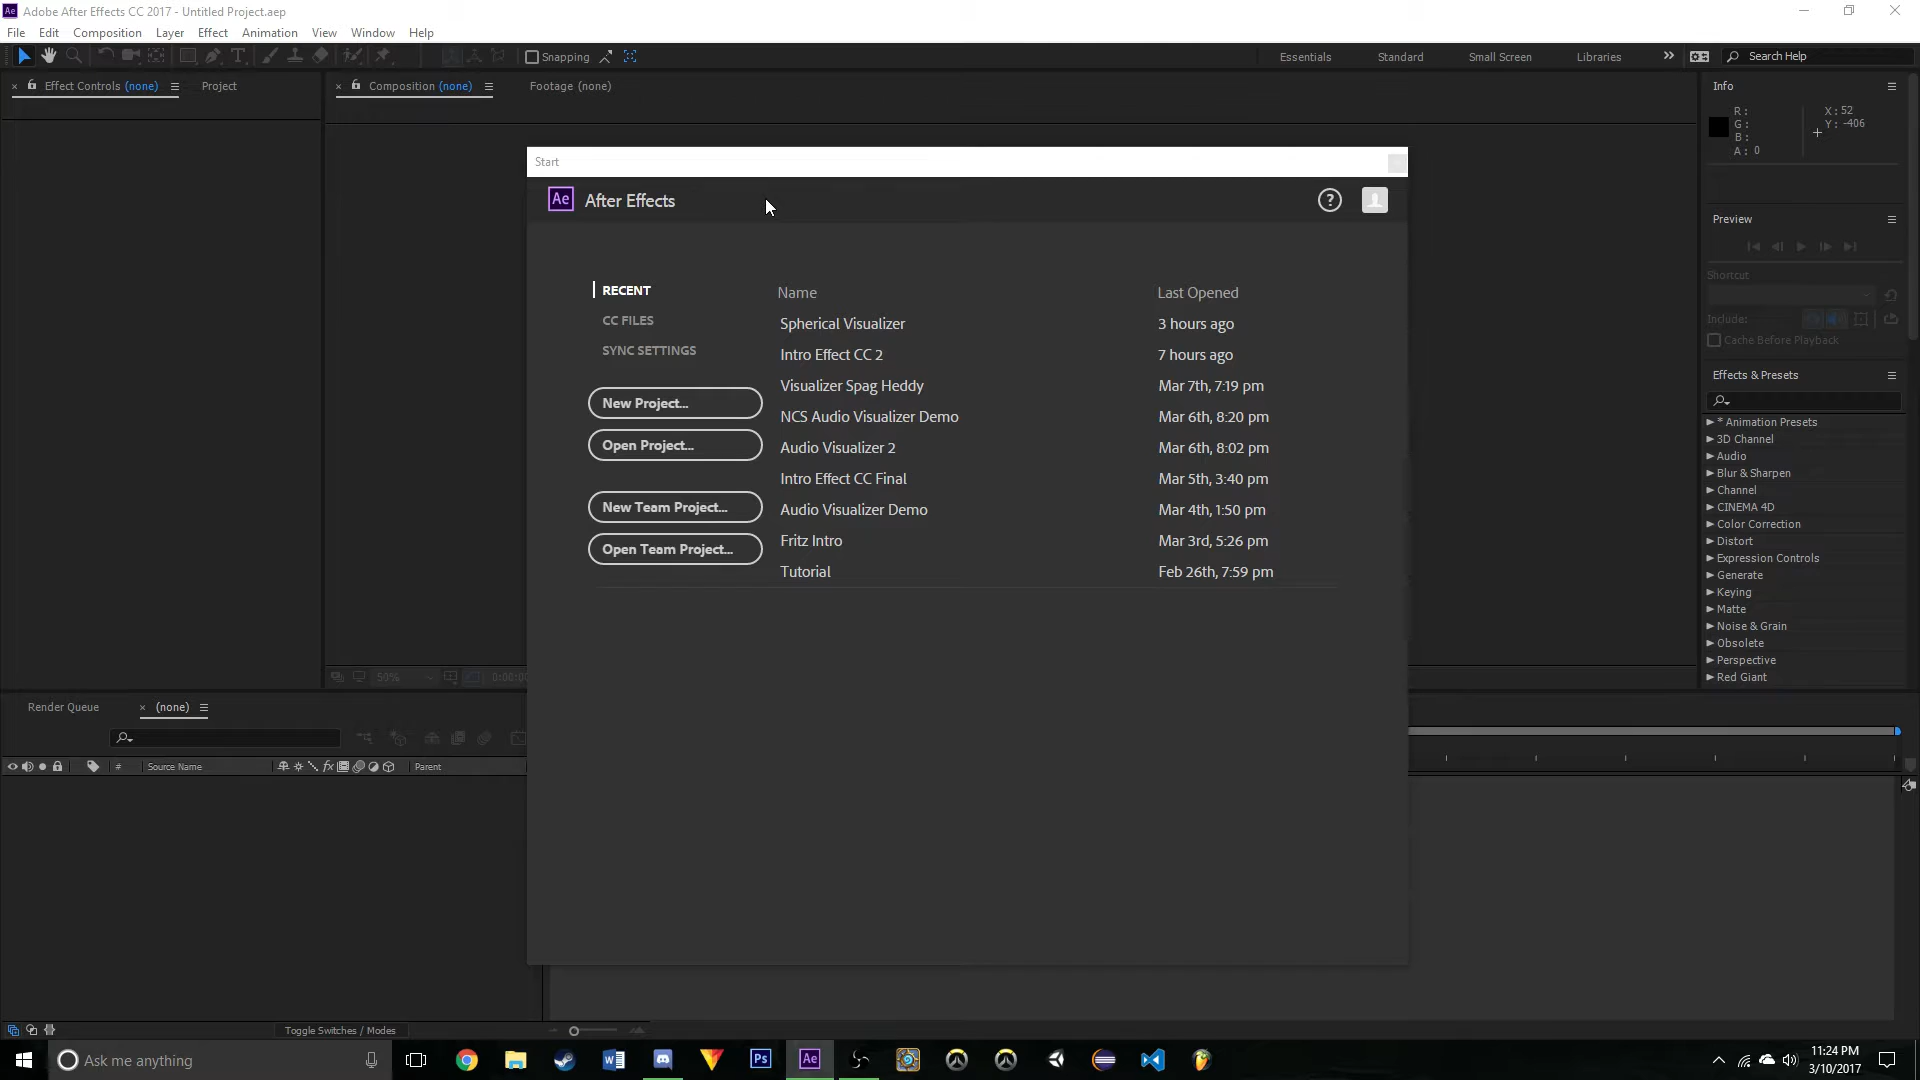 Ae Adobe After Effects CC 2017 - Untitled Project.aep
File Edit Composition Layer Effect Animation View Window Help
Snapping Essentials Standard Small Screen Libraries Search Help
Effect Controls (none) Project Composition (none) Footage (none) Info
R: X: 52
G: Y: -406
B:
A: 0
Start
Ae After Effects ?
Preview
Shortcut
Include:
Cache Before Playback
RECENT
CC FILES
SYNC SETTINGS
New Project...
Open Project...
New Team Project...
Open Team Project...
Name Last Opened
Spherical Visualizer 3 hours ago
Intro Effect CC 2 7 hours ago
Visualizer Spag Heddy Mar 7th, 7:19 pm
NCS Audio Visualizer Demo Mar 6th, 8:20 pm
Audio Visualizer 2 Mar 6th, 8:02 pm
Intro Effect CC Final Mar 5th, 3:40 pm
Audio Visualizer Demo Mar 4th, 1:50 pm
Fritz Intro Mar 3rd, 5:26 pm
Tutorial Feb 26th, 7:59 pm
Effects & Presets
* Animation Presets
3D Channel
Audio
Blur & Sharpen
Channel
CINEMA 4D
Color Correction
Distort
Expression Controls
Generate
Keying
Matte
Noise & Grain
Obsolete
Perspective
Red Giant
50% 0:00:00
Render Queue (none)
# Source Name fx Parent
Toggle Switches / Modes
Ask me anything Ps Ae 11:24 PM
3/10/2017